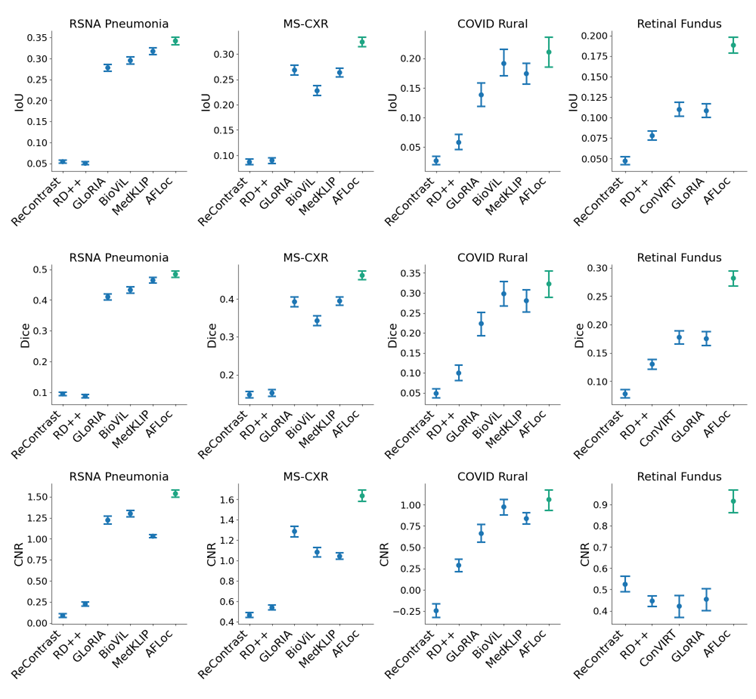 RSNA Pneumonia
IoU
0.35
0.30
0.25
0.20
0.15
0.10
0.05
ReContrast
RD++
GLoRIA
BioViL
MedKLIP
AFLoc
MS-CXR
IoU
0.30
0.25
0.20
0.15
0.10
ReContrast
RD++
GLoRIA
BioViL
MedKLIP
AFLoc
COVID Rural
IoU
0.20
0.15
0.10
0.05
ReContrast
RD++
GLoRIA
BioViL
MedKLIP
AFLoc
Retinal Fundus
IoU
0.200
0.175
0.150
0.125
0.100
0.075
0.050
ReContrast
RD++
ConVIRT
GLoRIA
AFLoc
RSNA Pneumonia
Dice
0.5
0.4
0.3
0.2
0.1
ReContrast
RD++
GLoRIA
BioViL
MedKLIP
AFLoc
MS-CXR
Dice
0.4
0.3
0.2
ReContrast
RD++
GLoRIA
BioViL
MedKLIP
AFLoc
COVID Rural
Dice
0.35
0.30
0.25
0.20
0.15
0.10
0.05
ReContrast
RD++
GLoRIA
BioViL
MedKLIP
AFLoc
Retinal Fundus
Dice
0.30
0.25
0.20
0.15
0.10
ReContrast
RD++
ConVIRT
GLoRIA
AFLoc
RSNA Pneumonia
CNR
1.50
1.25
1.00
0.75
0.50
0.25
0.00
ReContrast
RD++
GLoRIA
BioViL
MedKLIP
AFLoc
MS-CXR
CNR
1.6
1.4
1.2
1.0
0.8
0.6
0.4
ReContrast
RD++
GLoRIA
BioViL
MedKLIP
AFLoc
COVID Rural
CNR
1.00
0.75
0.50
0.25
0.00
−0.25
ReContrast
RD++
GLoRIA
BioViL
MedKLIP
AFLoc
Retinal Fundus
CNR
0.9
0.8
0.7
0.6
0.5
0.4
ReContrast
RD++
ConVIRT
GLoRIA
AFLoc